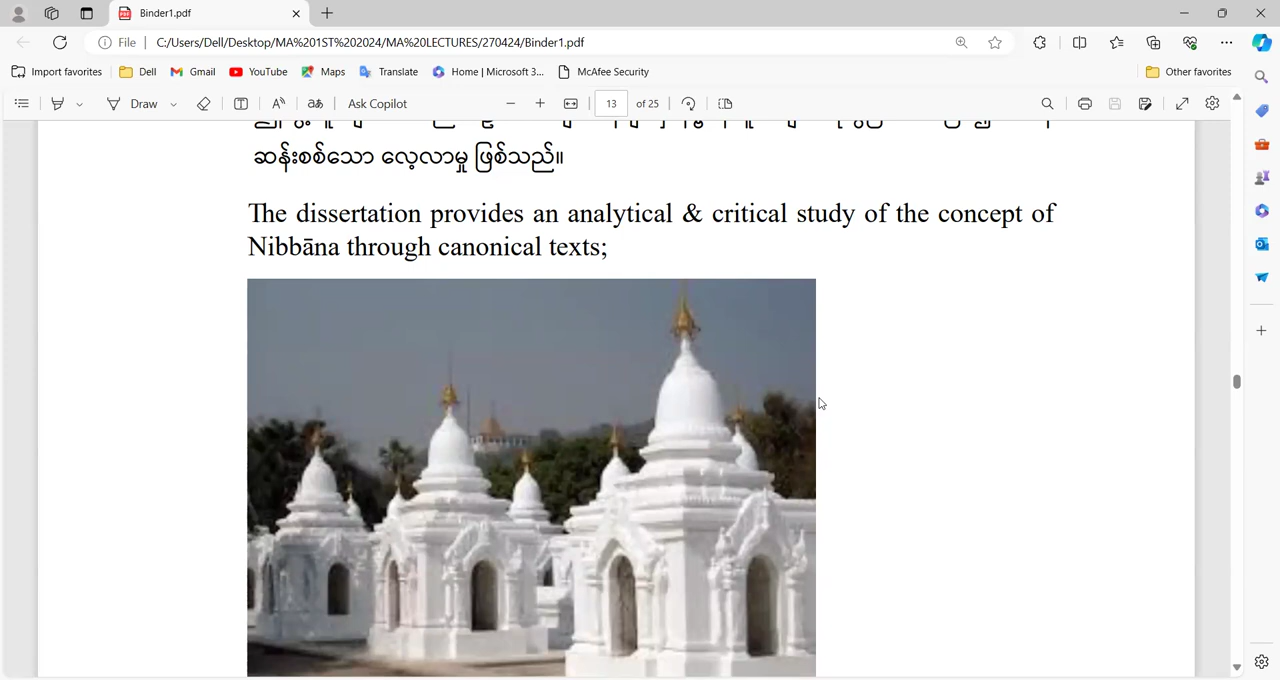 Binder1.pdf
File C:/Users/Dell/Desktop/MA%201ST%202024/MA%20LECTURES/270424/Binder1.pdf
Import favorites Dell Gmail YouTube Maps Translate Home | Microsoft 3... McAfee Security Other favorites
Draw Ask Copilot 13 of 25
ဆန်းစစ်သော လေ့လာမှု ဖြစ်သည်။
The dissertation provides an analytical & critical study of the concept of
Nibbāna through canonical texts;